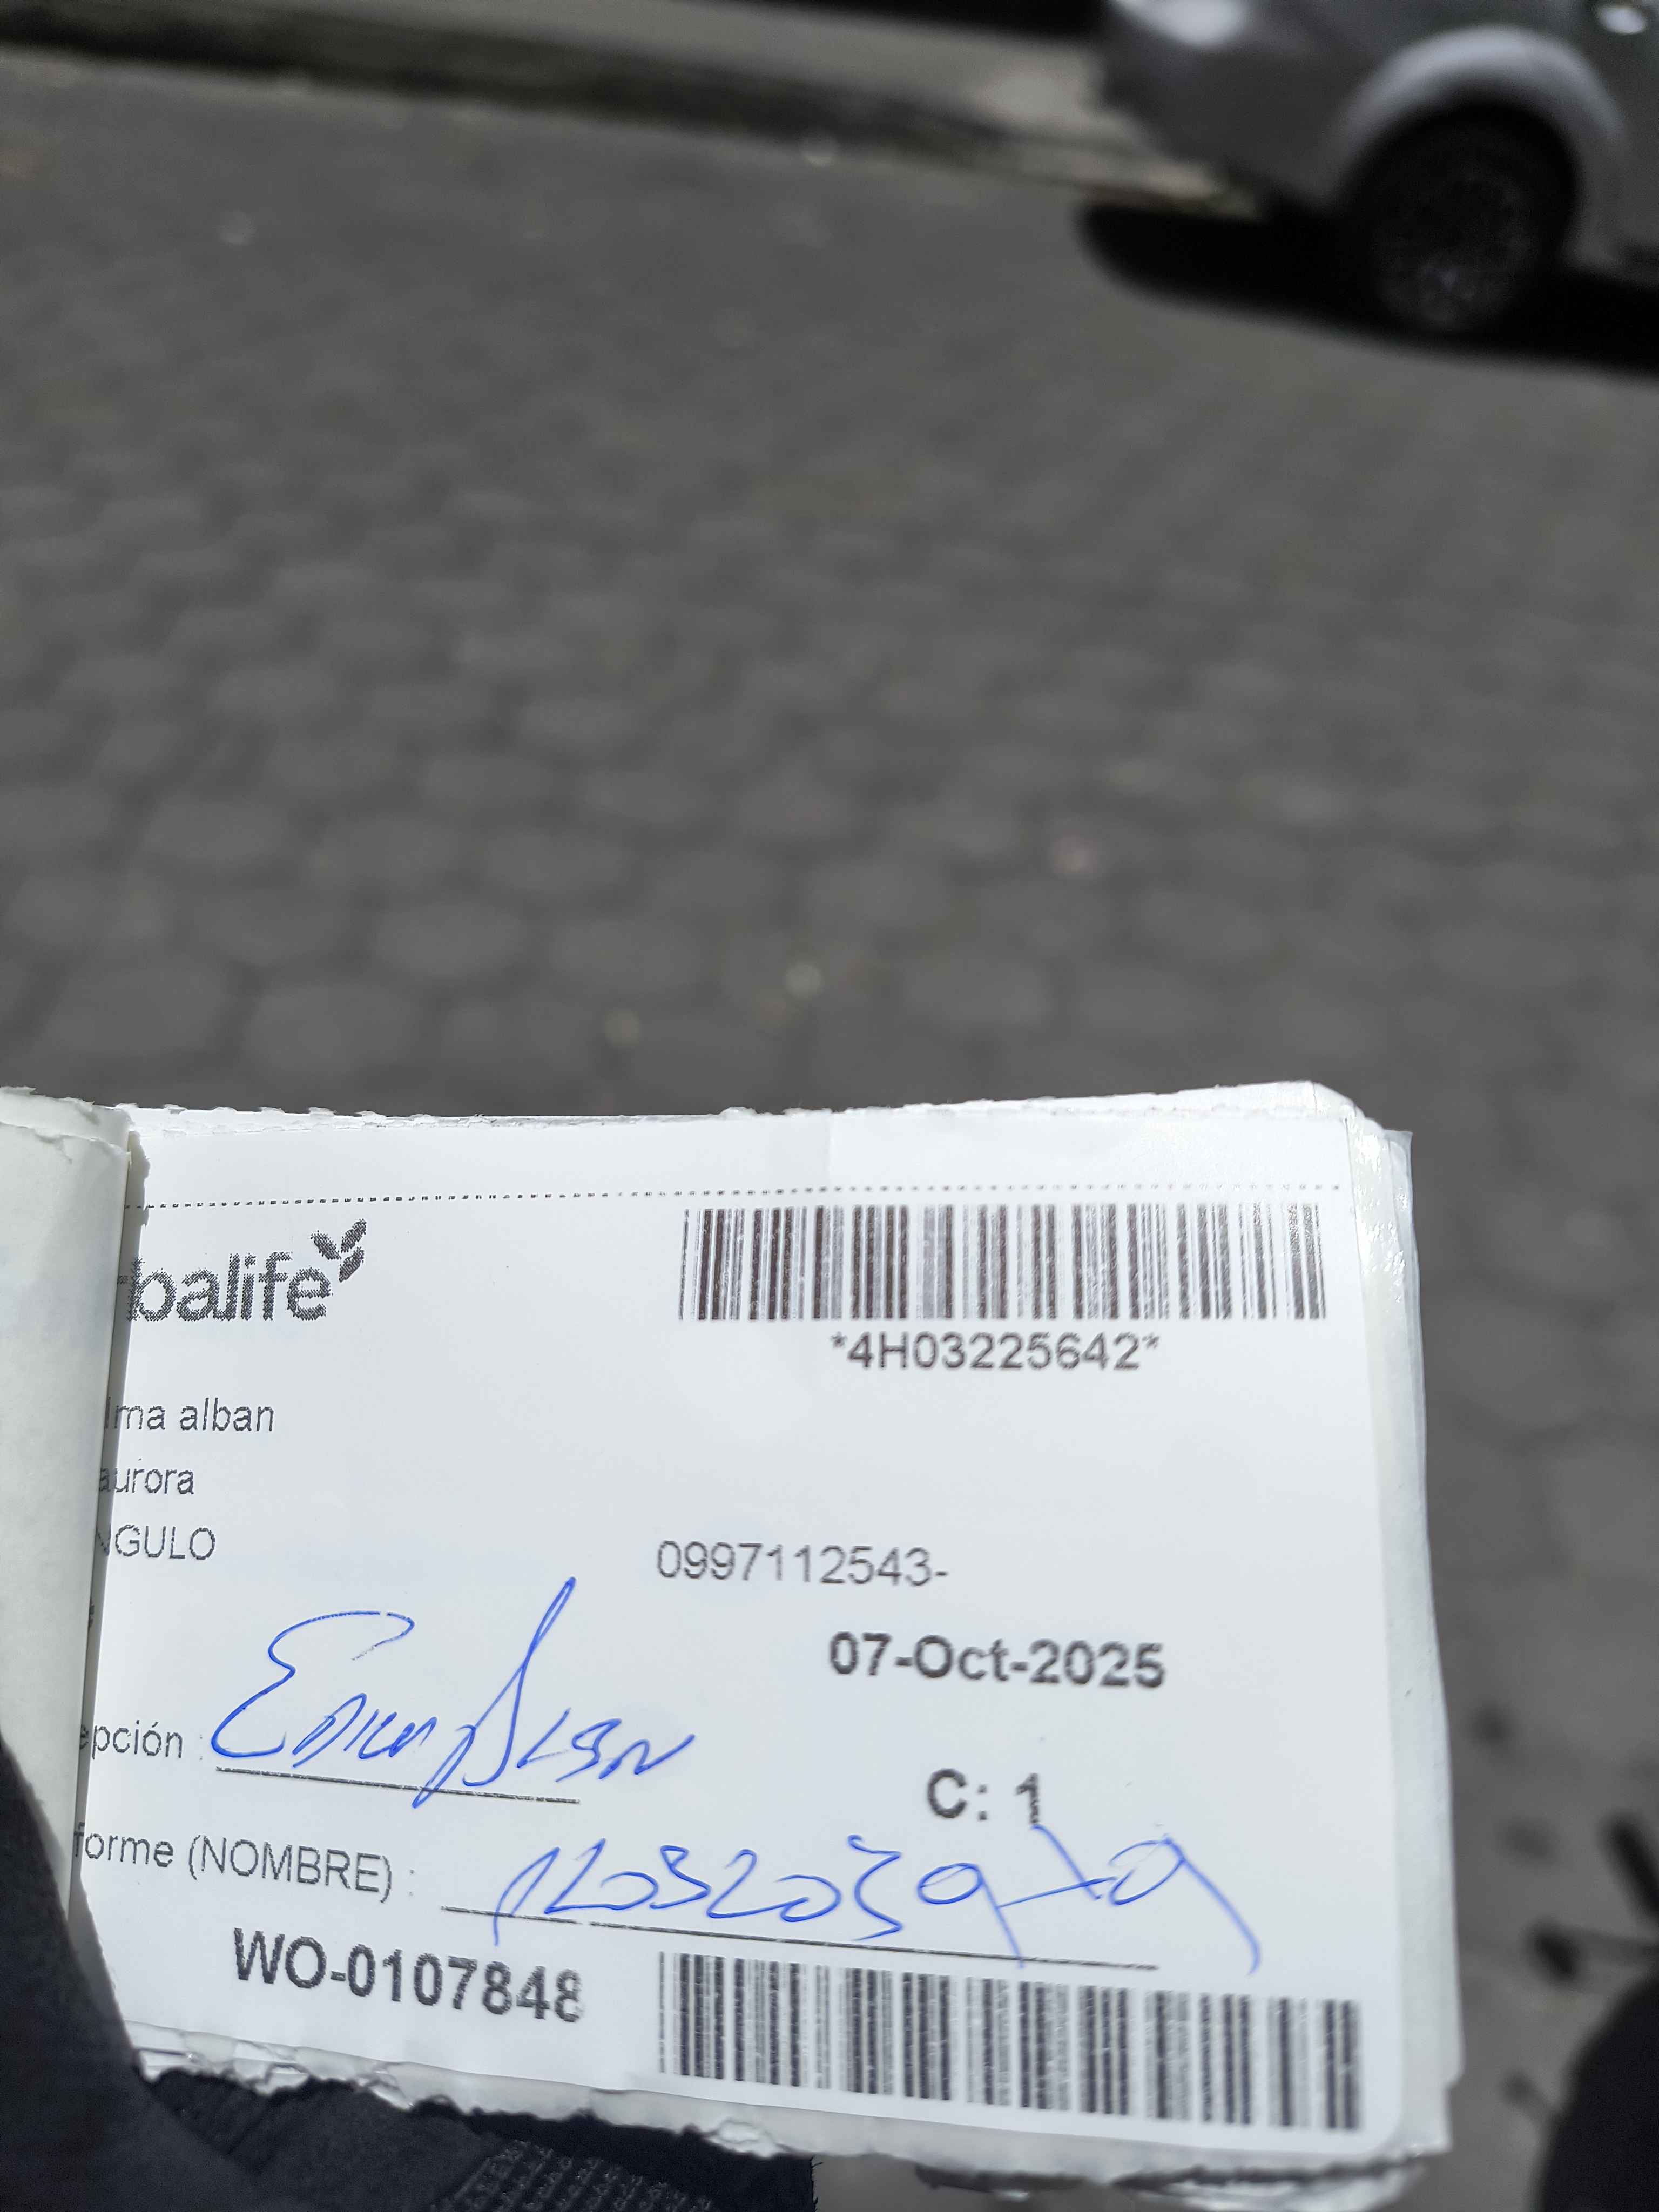 balife
*4H03225642*
lma alban
aurora
NGULO
0997112543-
07-Oct-2025
epción :
C: 1
forme (NOMBRE) :
WO-0107848